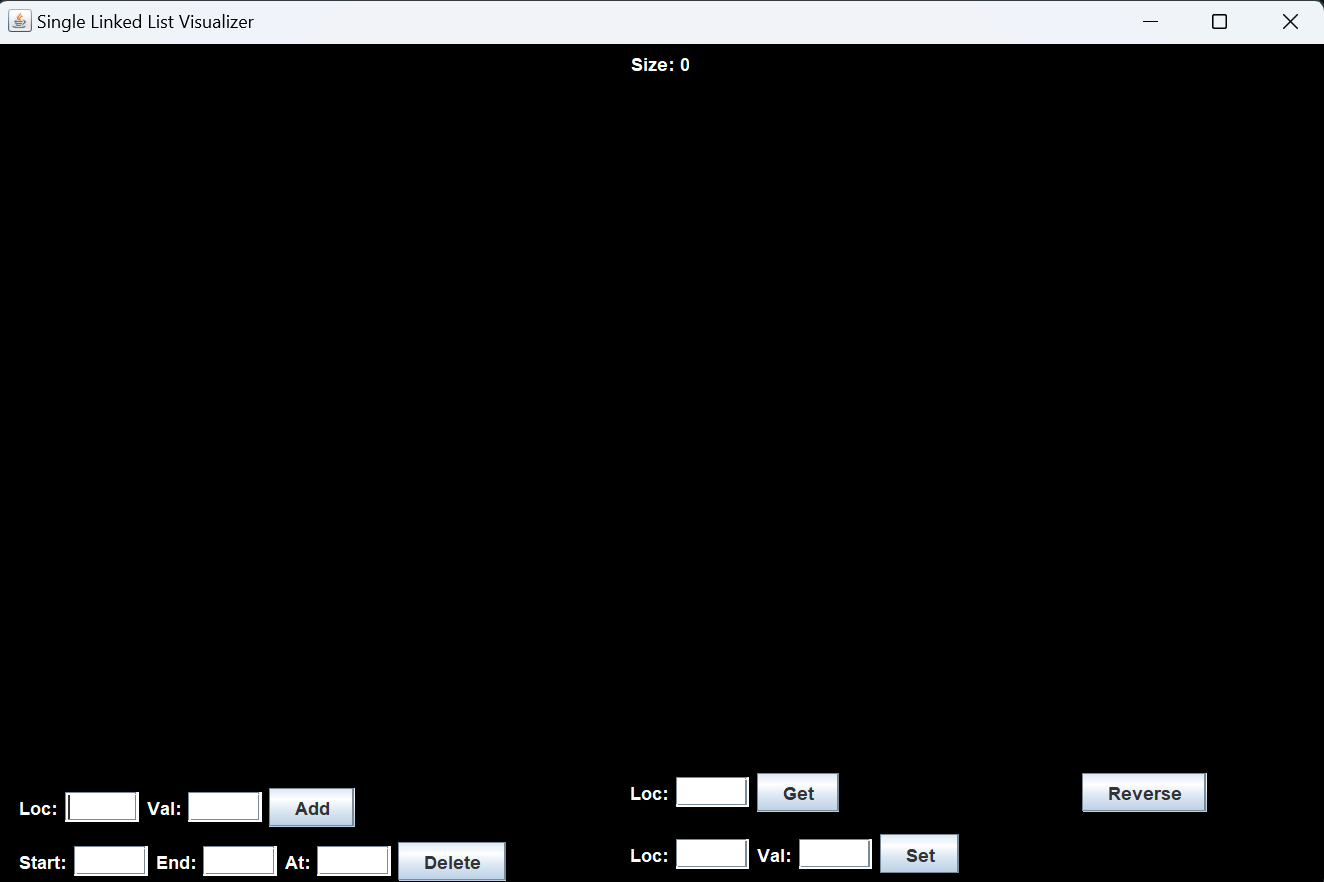 Single Linked List Visualizer
Size: 0
Loc: Val: Add
Start: End: At: Delete
Loc: Get
Loc: Val: Set
Reverse